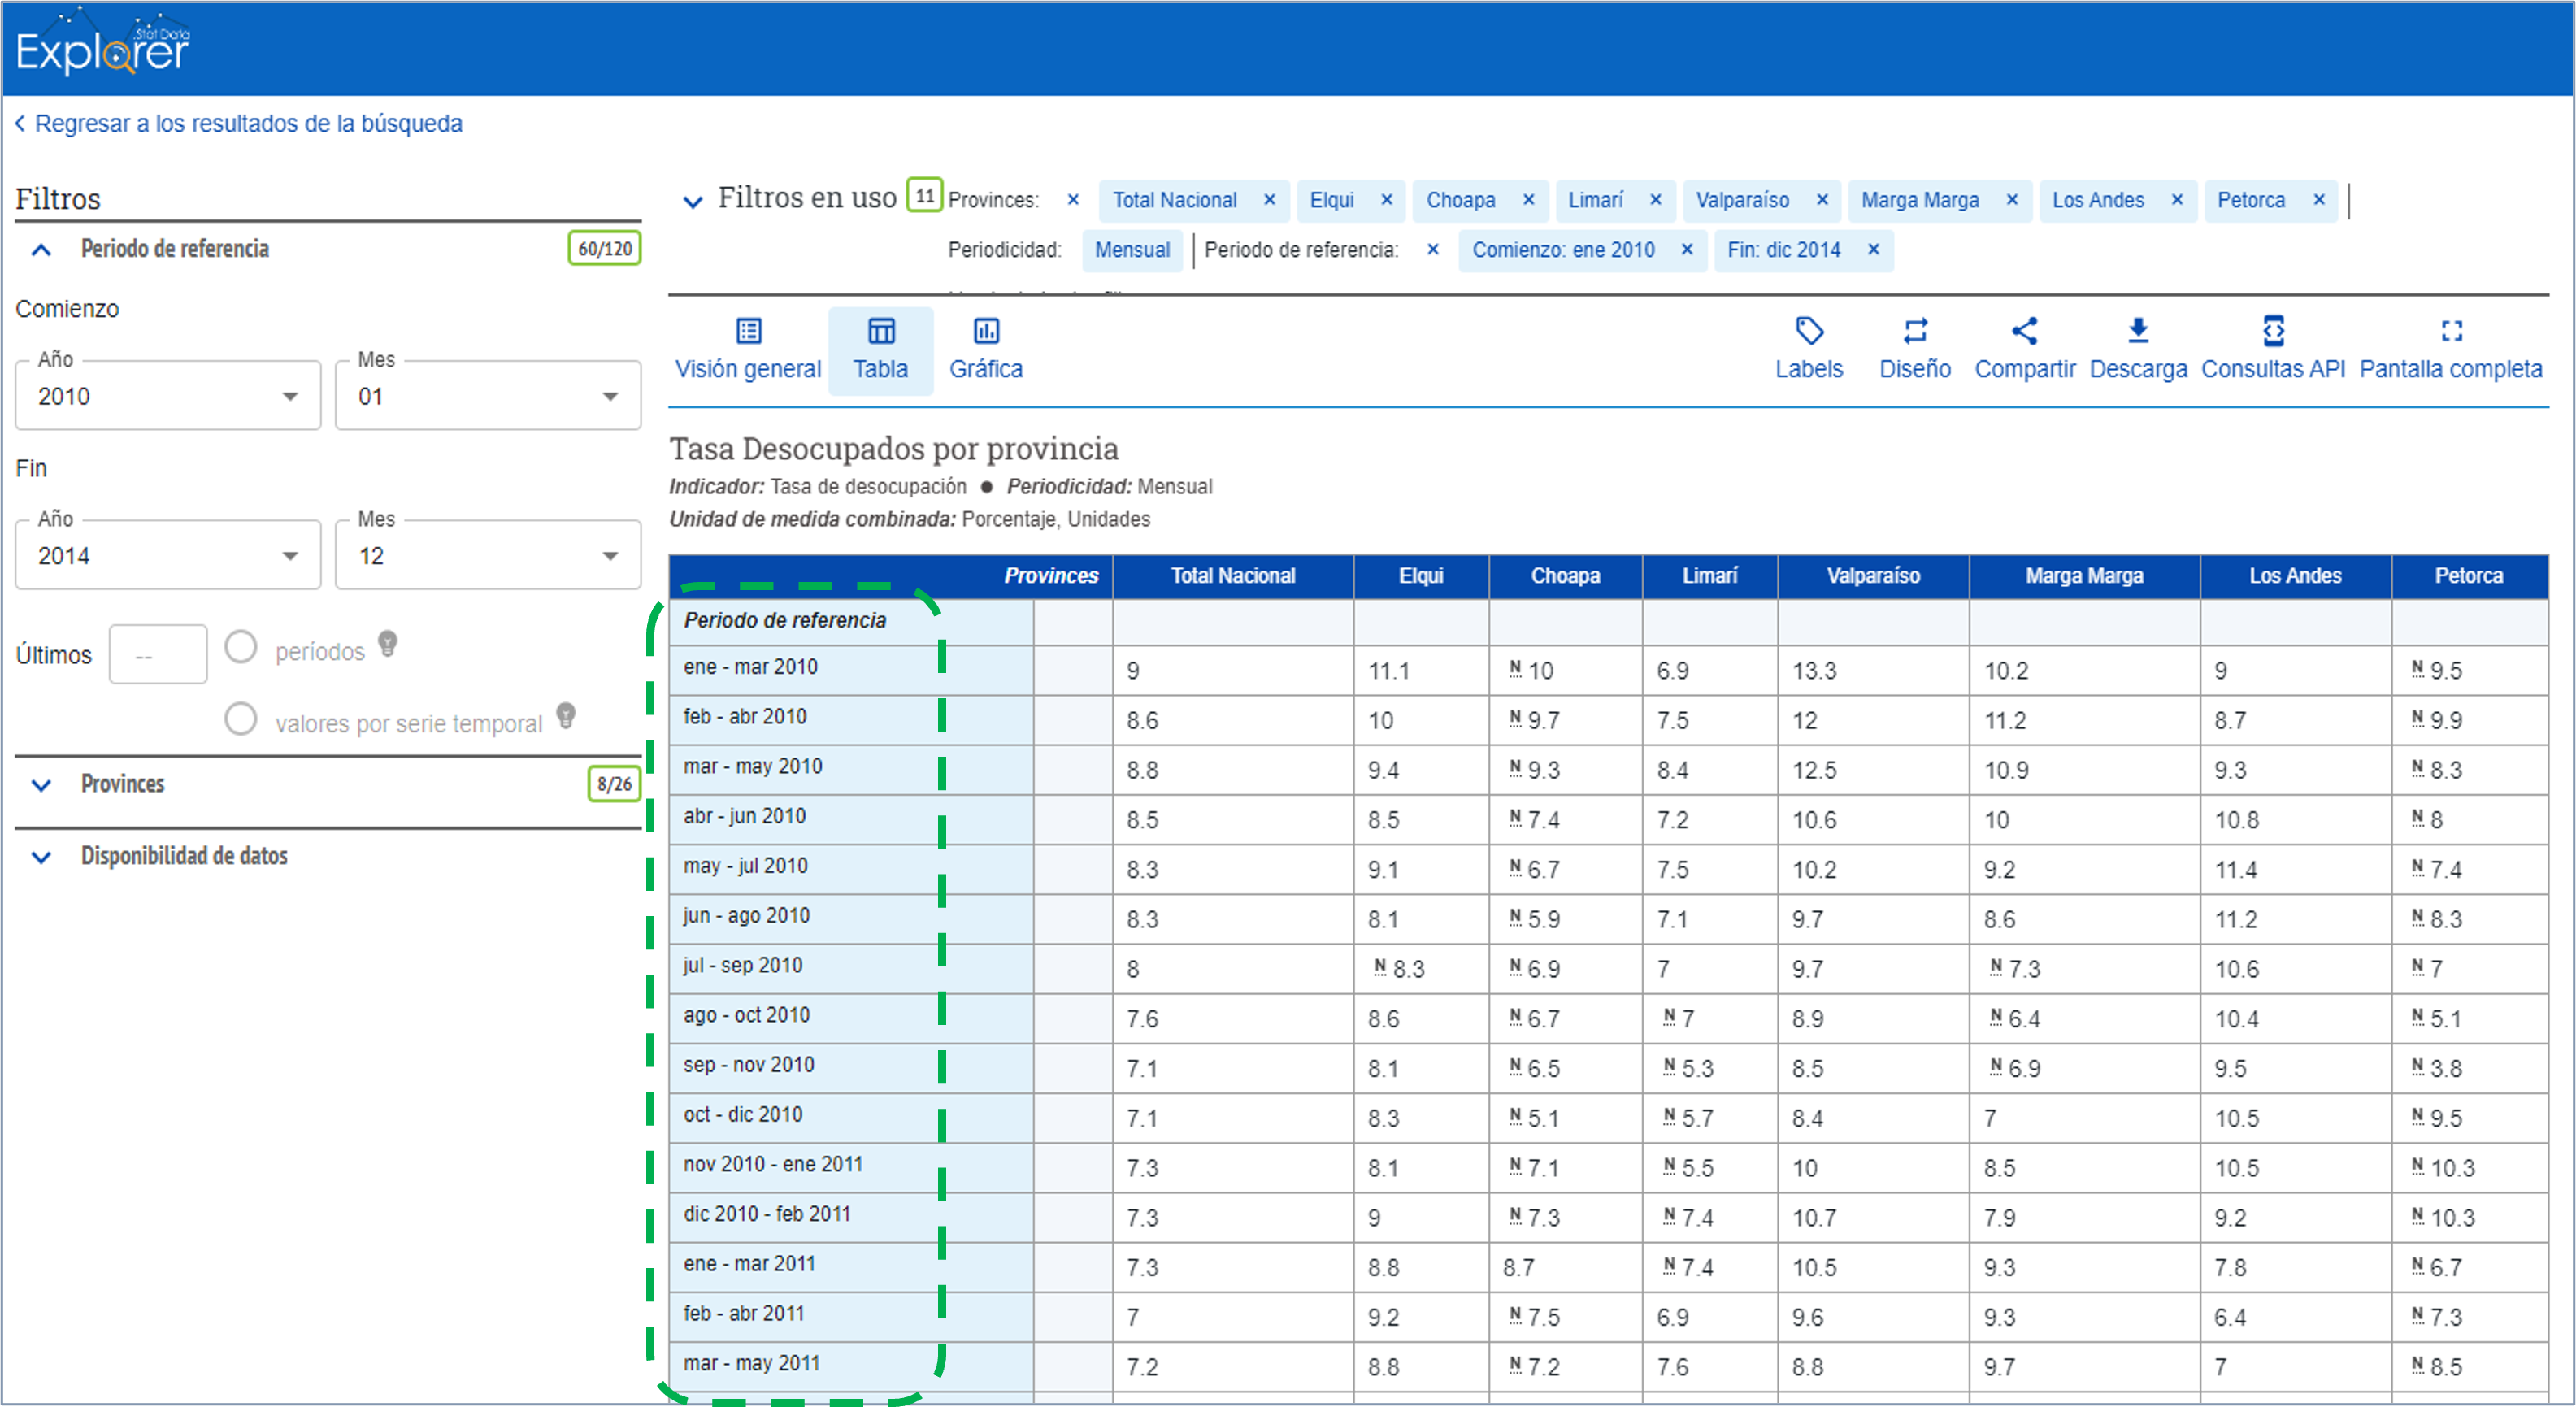 .Stat Data
Explorer
Regresar a los resultados de la búsqueda
Filtros
Periodo de referencia 60/120
Comienzo
Año Mes
2010 01
Fin
Año Mes
2014 12
Últimos -- períodos
valores por serie temporal
Provinces 8/26
Disponibilidad de datos
Filtros en uso 11 Provinces: × Total Nacional × Elqui × Choapa × Limarí × Valparaíso × Marga Marga × Los Andes × Petorca ×
Periodicidad: Mensual Periodo de referencia: × Comienzo: ene 2010 × Fin: dic 2014 ×
Visión general Tabla Gráfica Labels Diseño Compartir Descarga Consultas API Pantalla completa
Tasa Desocupados por provincia
Indicador: Tasa de desocupación ● Periodicidad: Mensual
Unidad de medida combinada: Porcentaje, Unidades
Provinces Total Nacional Elqui Choapa Limarí Valparaíso Marga Marga Los Andes Petorca
Periodo de referencia
ene - mar 2010 9 11.1 N 10 6.9 13.3 10.2 9 N 9.5
feb - abr 2010 8.6 10 N 9.7 7.5 12 11.2 8.7 N 9.9
mar - may 2010 8.8 9.4 N 9.3 8.4 12.5 10.9 9.3 N 8.3
abr - jun 2010 8.5 8.5 N 7.4 7.2 10.6 10 10.8 N 8
may - jul 2010 8.3 9.1 N 6.7 7.5 10.2 9.2 11.4 N 7.4
jun - ago 2010 8.3 8.1 N 5.9 7.1 9.7 8.6 11.2 N 8.3
jul - sep 2010 8 N 8.3 N 6.9 7 9.7 N 7.3 10.6 N 7
ago - oct 2010 7.6 8.6 N 6.7 N 7 8.9 N 6.4 10.4 N 5.1
sep - nov 2010 7.1 8.1 N 6.5 N 5.3 8.5 N 6.9 9.5 N 3.8
oct - dic 2010 7.1 8.3 N 5.1 N 5.7 8.4 7 10.5 N 9.5
nov 2010 - ene 2011 7.3 8.1 N 7.1 N 5.5 10 8.5 10.5 N 10.3
dic 2010 - feb 2011 7.3 9 N 7.3 N 7.4 10.7 7.9 9.2 N 10.3
ene - mar 2011 7.3 8.8 8.7 N 7.4 10.5 9.3 7.8 N 6.7
feb - abr 2011 7 9.2 N 7.5 6.9 9.6 9.3 6.4 N 7.3
mar - may 2011 7.2 8.8 N 7.2 7.6 8.8 9.7 7 N 8.5